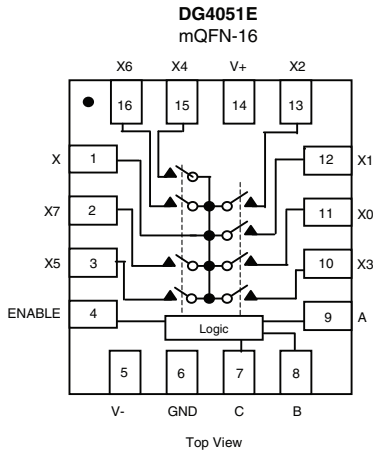 DG4051E
mQFN-16
X6 X4 V+ X2
16 15 14 13
X 1 12 X1
X7 2 11 X0
X5 3 10 X3
ENABLE 4 9 A
Logic
5 6 7 8
V- GND C B
Top View